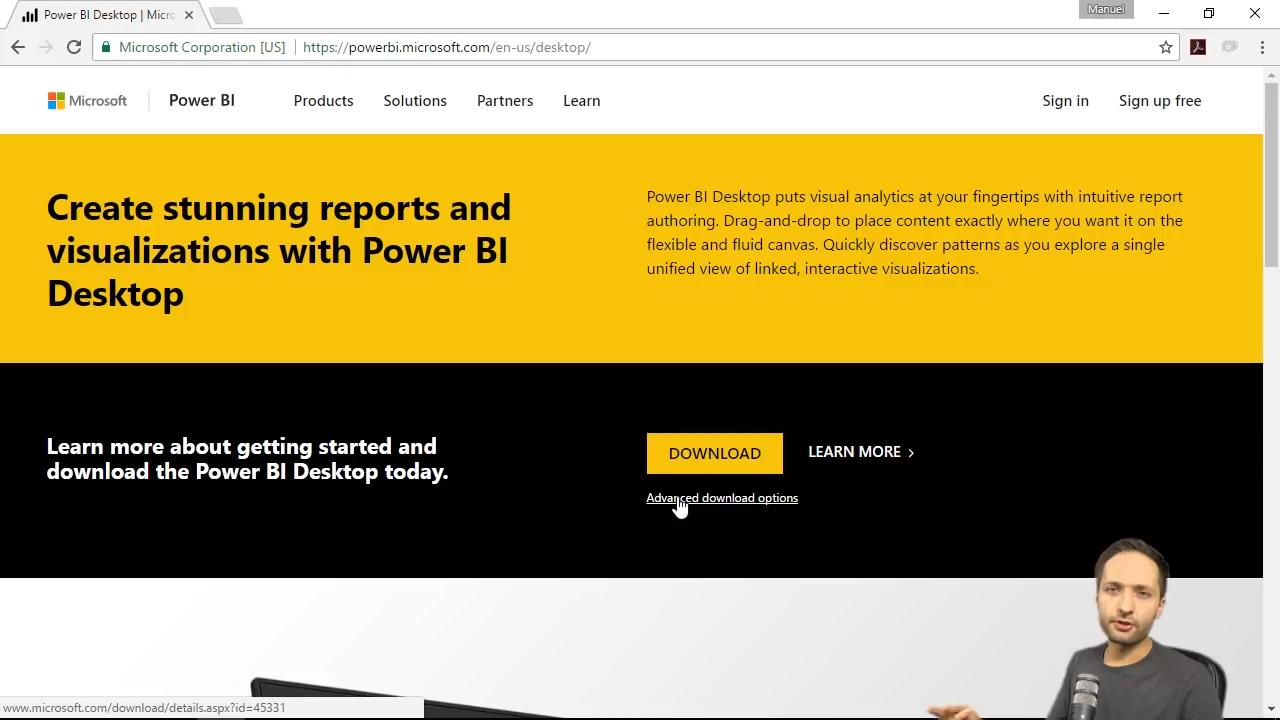 Power BI Desktop | Micr
Manuel
Microsoft Corporation [US]
https://powerbi.microsoft.com/en-us/desktop/
Microsoft
Power BI
Products
Solutions
Partners
Learn
Sign in
Sign up free
Create stunning reports and
visualizations with Power BI
Desktop
Power BI Desktop puts visual analytics at your fingertips with intuitive report
authoring. Drag-and-drop to place content exactly where you want it on the
flexible and fluid canvas. Quickly discover patterns as you explore a single
unified view of linked, interactive visualizations.
Learn more about getting started and
download the Power BI Desktop today.
DOWNLOAD
LEARN MORE >
Advanced download options
www.microsoft.com/download/details.aspx?id=45331